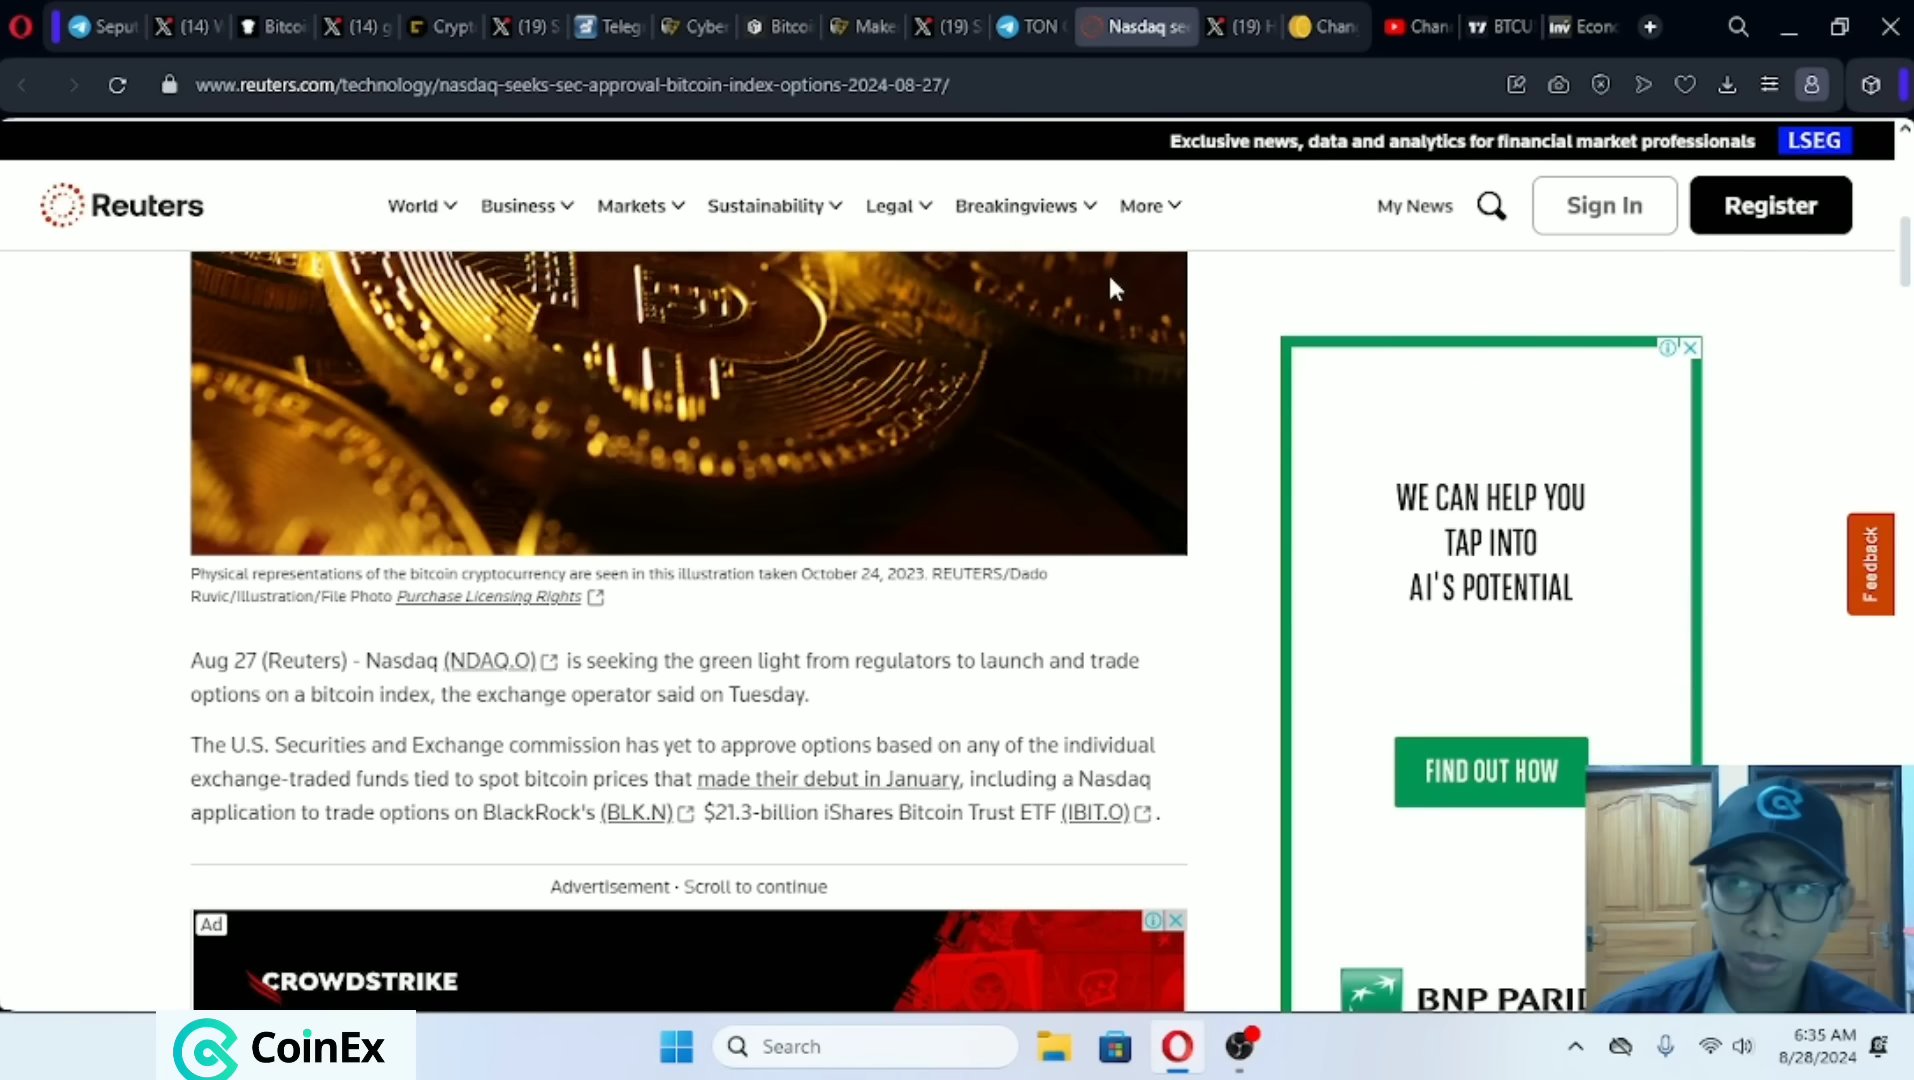 Seput
(14) V
Bitcoi
(14) g
Crypt
(19) S
Teleg
Cyber
Bitcoi
Make
(19) S
TON
Nasdaq se
(19) H
Chan
Chan
BTCU
Inv Econ
www.reuters.com/technology/nasdaq-seeks-sec-approval-bitcoin-index-options-2024-08-27/
Exclusive news, data and analytics for financial market professionals LSEG
Reuters
World Business Markets Sustainability Legal Breakingviews More
My News
Sign In
Register
Physical representations of the bitcoin cryptocurrency are seen in this illustration taken October 24, 2023. REUTERS/Dado
Ruvic/Illustration/File Photo Purchase Licensing Rights
Aug 27 (Reuters) - Nasdaq (NDAQ.O) is seeking the green light from regulators to launch and trade
options on a bitcoin index, the exchange operator said on Tuesday.
The U.S. Securities and Exchange commission has yet to approve options based on any of the individual
exchange-traded funds tied to spot bitcoin prices that made their debut in January, including a Nasdaq
application to trade options on BlackRock's (BLK.N) $21.3-billion iShares Bitcoin Trust ETF (IBIT.O) .
Advertisement · Scroll to continue
Ad
CROWDSTRIKE
WE CAN HELP YOU
TAP INTO
AI'S POTENTIAL
FIND OUT HOW
BNP PARI
Feedback
CoinEx
Search
6:35 AM
8/28/2024